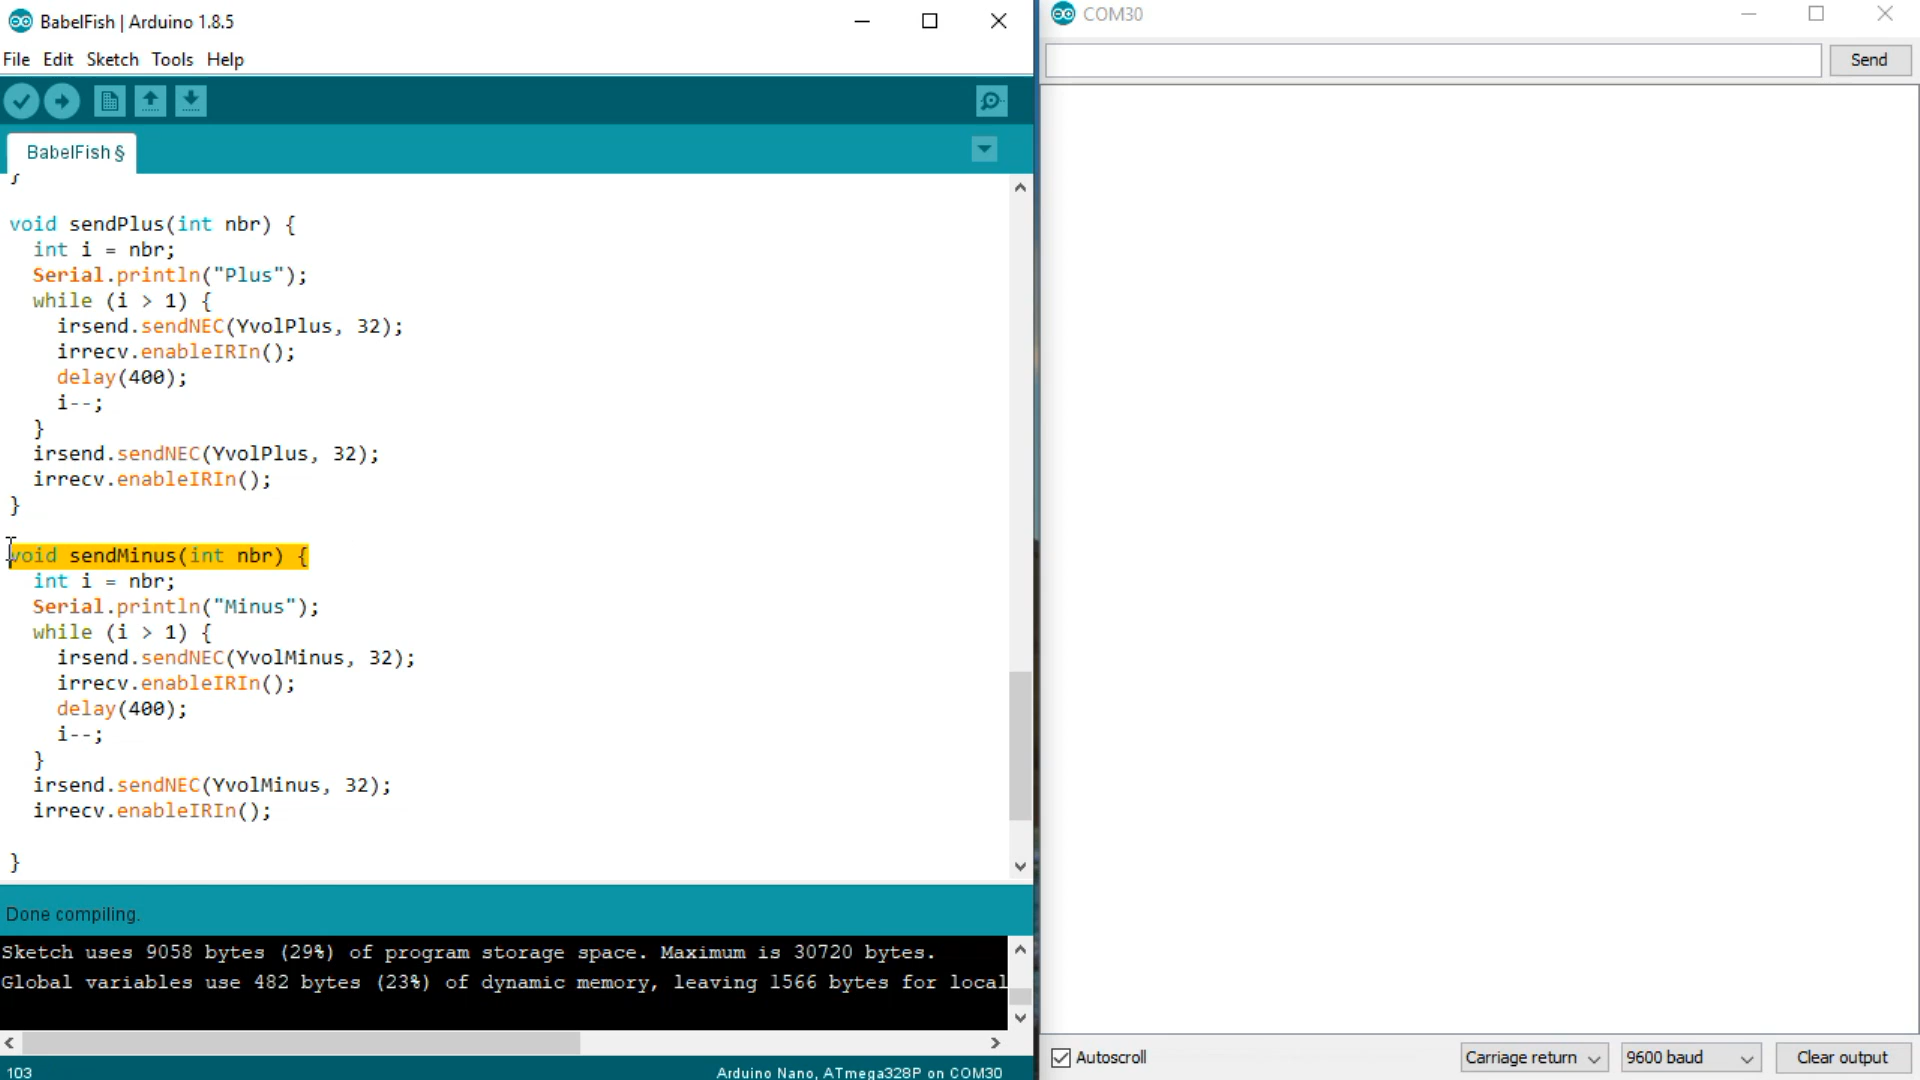 BabelFish | Arduino 1.8.5
File Edit Sketch Tools Help
BabelFish §
}
void sendPlus(int nbr) {
int i = nbr;
Serial.println("Plus");
while (i > 1) {
irsend.sendNEC(YvolPlus, 32);
irrecv.enableIRIn();
delay(400);
i--;
}
irsend.sendNEC(YvolPlus, 32);
irrecv.enableIRIn();
}
void sendMinus(int nbr) {
int i = nbr;
Serial.println("Minus");
while (i > 1) {
irsend.sendNEC(YvolMinus, 32);
irrecv.enableIRIn();
delay(400);
i--;
}
irsend.sendNEC(YvolMinus, 32);
irrecv.enableIRIn();
}
Done compiling.
Sketch uses 9058 bytes (29%) of program storage space. Maximum is 30720 bytes.
Global variables use 482 bytes (23%) of dynamic memory, leaving 1566 bytes for local
103
Arduino Nano, ATmega328P on COM30
COM30
Send
Autoscroll
Carriage return
9600 baud
Clear output